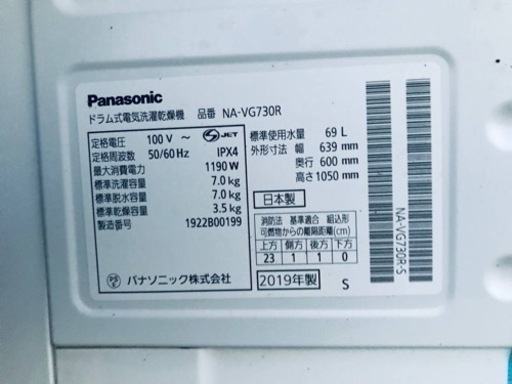 Panasonic
ドラム式電気洗濯乾燥機 品番 NA-VG730R
定格電圧 100 V ～ S JET
定格周波数 50/60 Hz IPX4
最大消費電力 1190 W
標準洗濯容量 7.0 kg
標準脱水容量 7.0 kg
標準乾燥容量 3.5 kg
製造番号 1922B00199
パナソニック株式会社
標準使用水量 69 L
外形寸法 幅 639 mm
奥行 600 mm
高さ 1050 mm
日本製
消防法 基準適合 組込形
可燃物からの離隔距離(cm)
上方 側方 後方 下方
23 1 1 0
2019年製 S
NA-VG730R-S